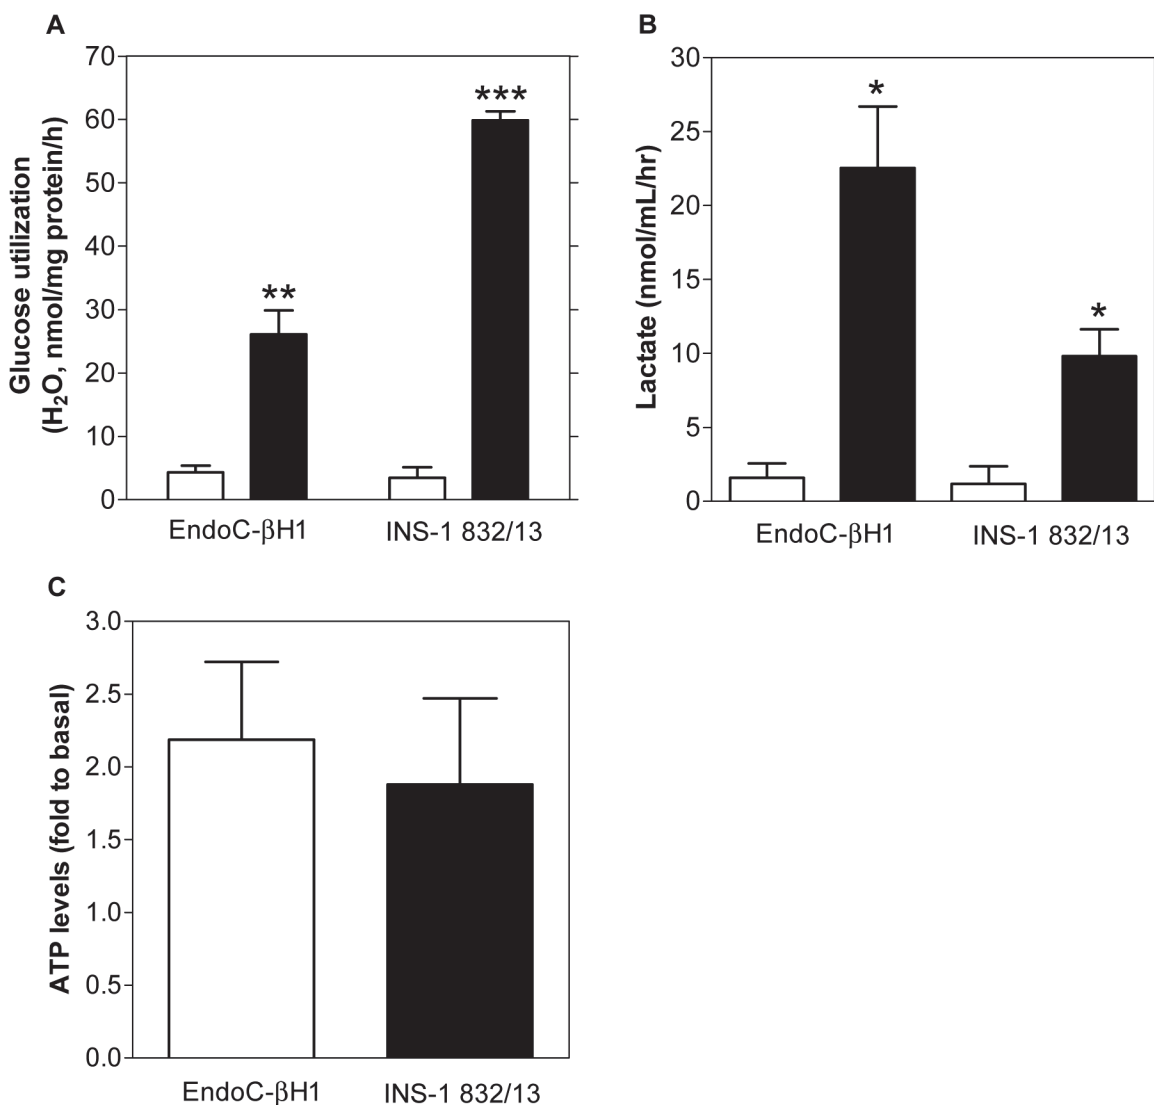 A
Glucose utilization
(H₂O, nmol/mg protein/h)
70
60
50
40
30
20
10
0
**
***
EndoC-βH1
INS-1 832/13
B
Lactate (nmol/mL/hr)
30
25
20
15
10
5
0
*
*
EndoC-βH1
INS-1 832/13
C
ATP levels (fold to basal)
3.0
2.5
2.0
1.5
1.0
0.5
0.0
EndoC-βH1
INS-1 832/13